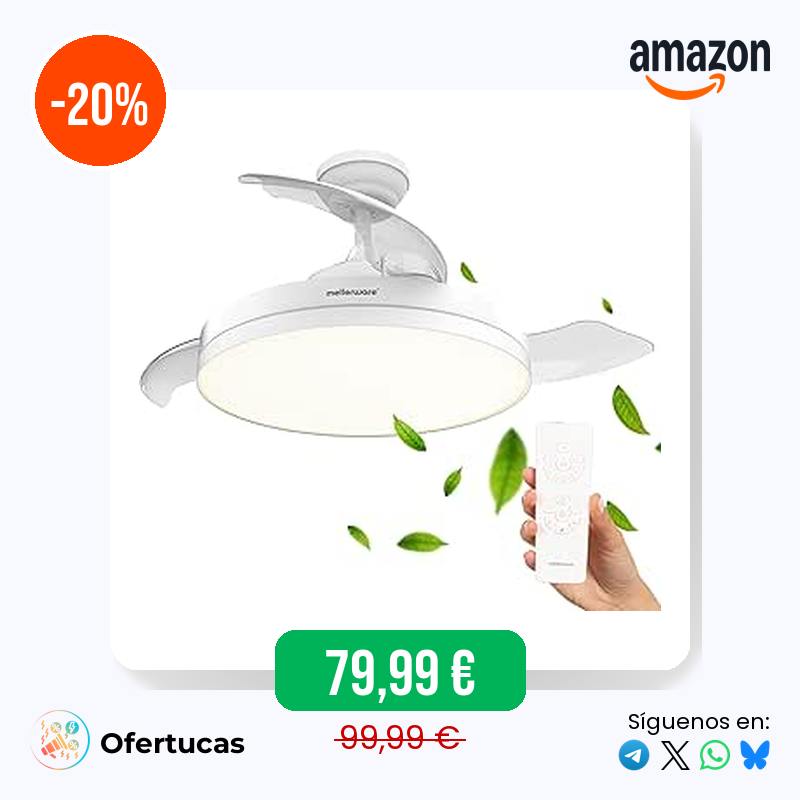 -20%
amazon
mellerware
79,99 €
99,99 €
Ofertucas
Síguenos en: